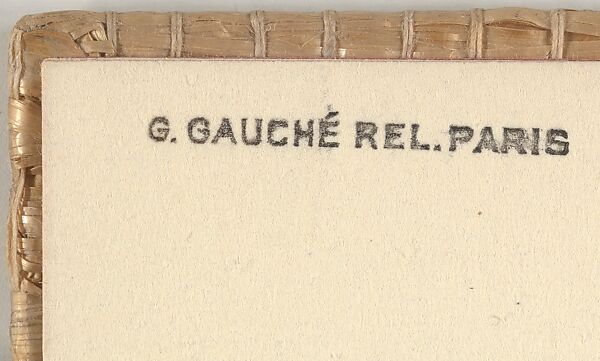 G. GAUCHÉ REL. PARIS